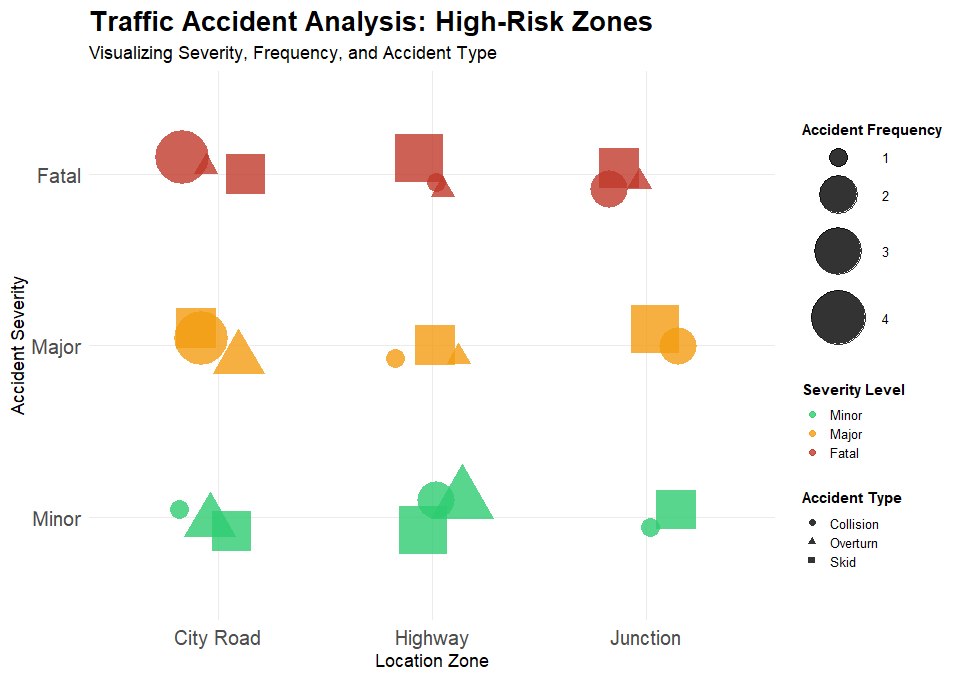 Traffic Accident Analysis: High-Risk Zones
Visualizing Severity, Frequency, and Accident Type
Accident Severity
Fatal
Major
Minor
City Road
Highway
Junction
Location Zone
Accident Frequency
1
2
3
4
Severity Level
Minor
Major
Fatal
Accident Type
Collision
Overturn
Skid